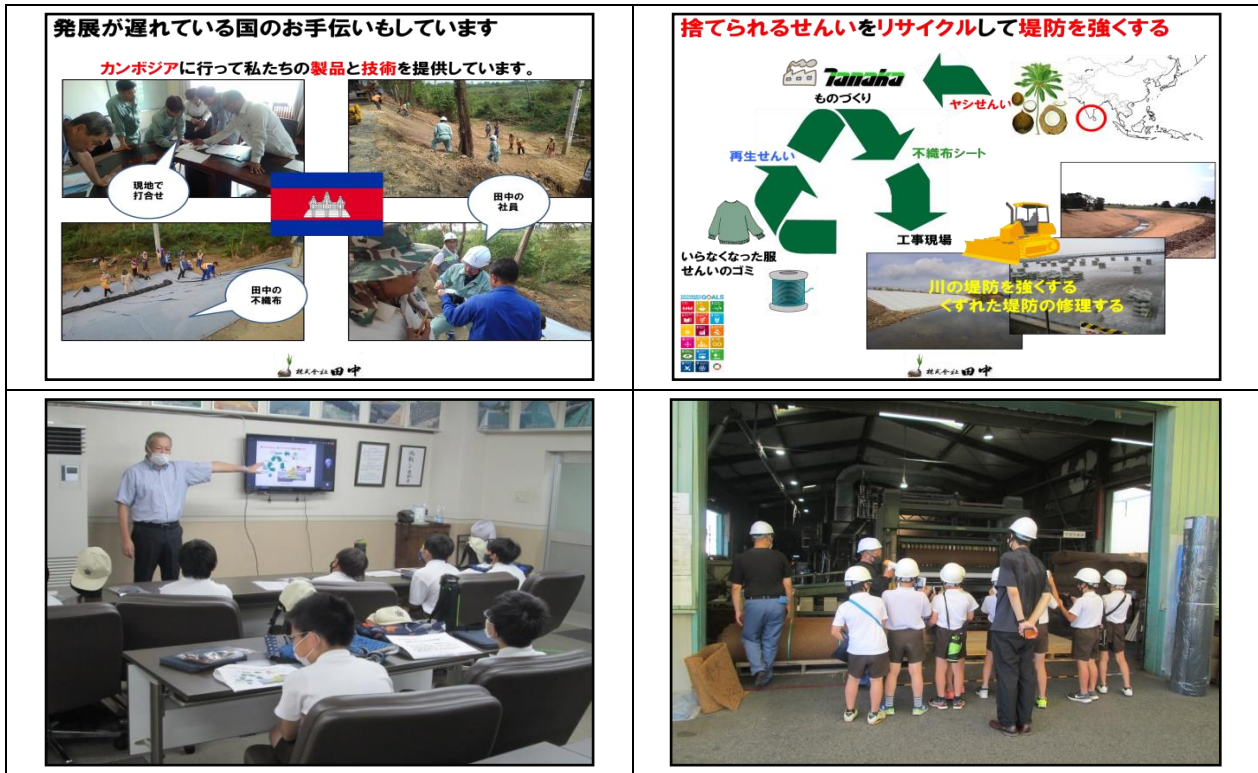 発展が遅れている国のお手伝いもしています
カンボジアに行って私たちの製品と技術を提供しています。
現地で
打合せ
田中の
社員
田中の
不織布
株式会社田中
捨てられるせんいをリサイクルして堤防を強くする
Tanaka
ものづくり
ヤシせんい
再生せんい
不織布シート
工事現場
いらなくなった服
せんいのゴミ
川の堤防を強くする
くずれた堤防の修理する
GOALS
株式会社田中